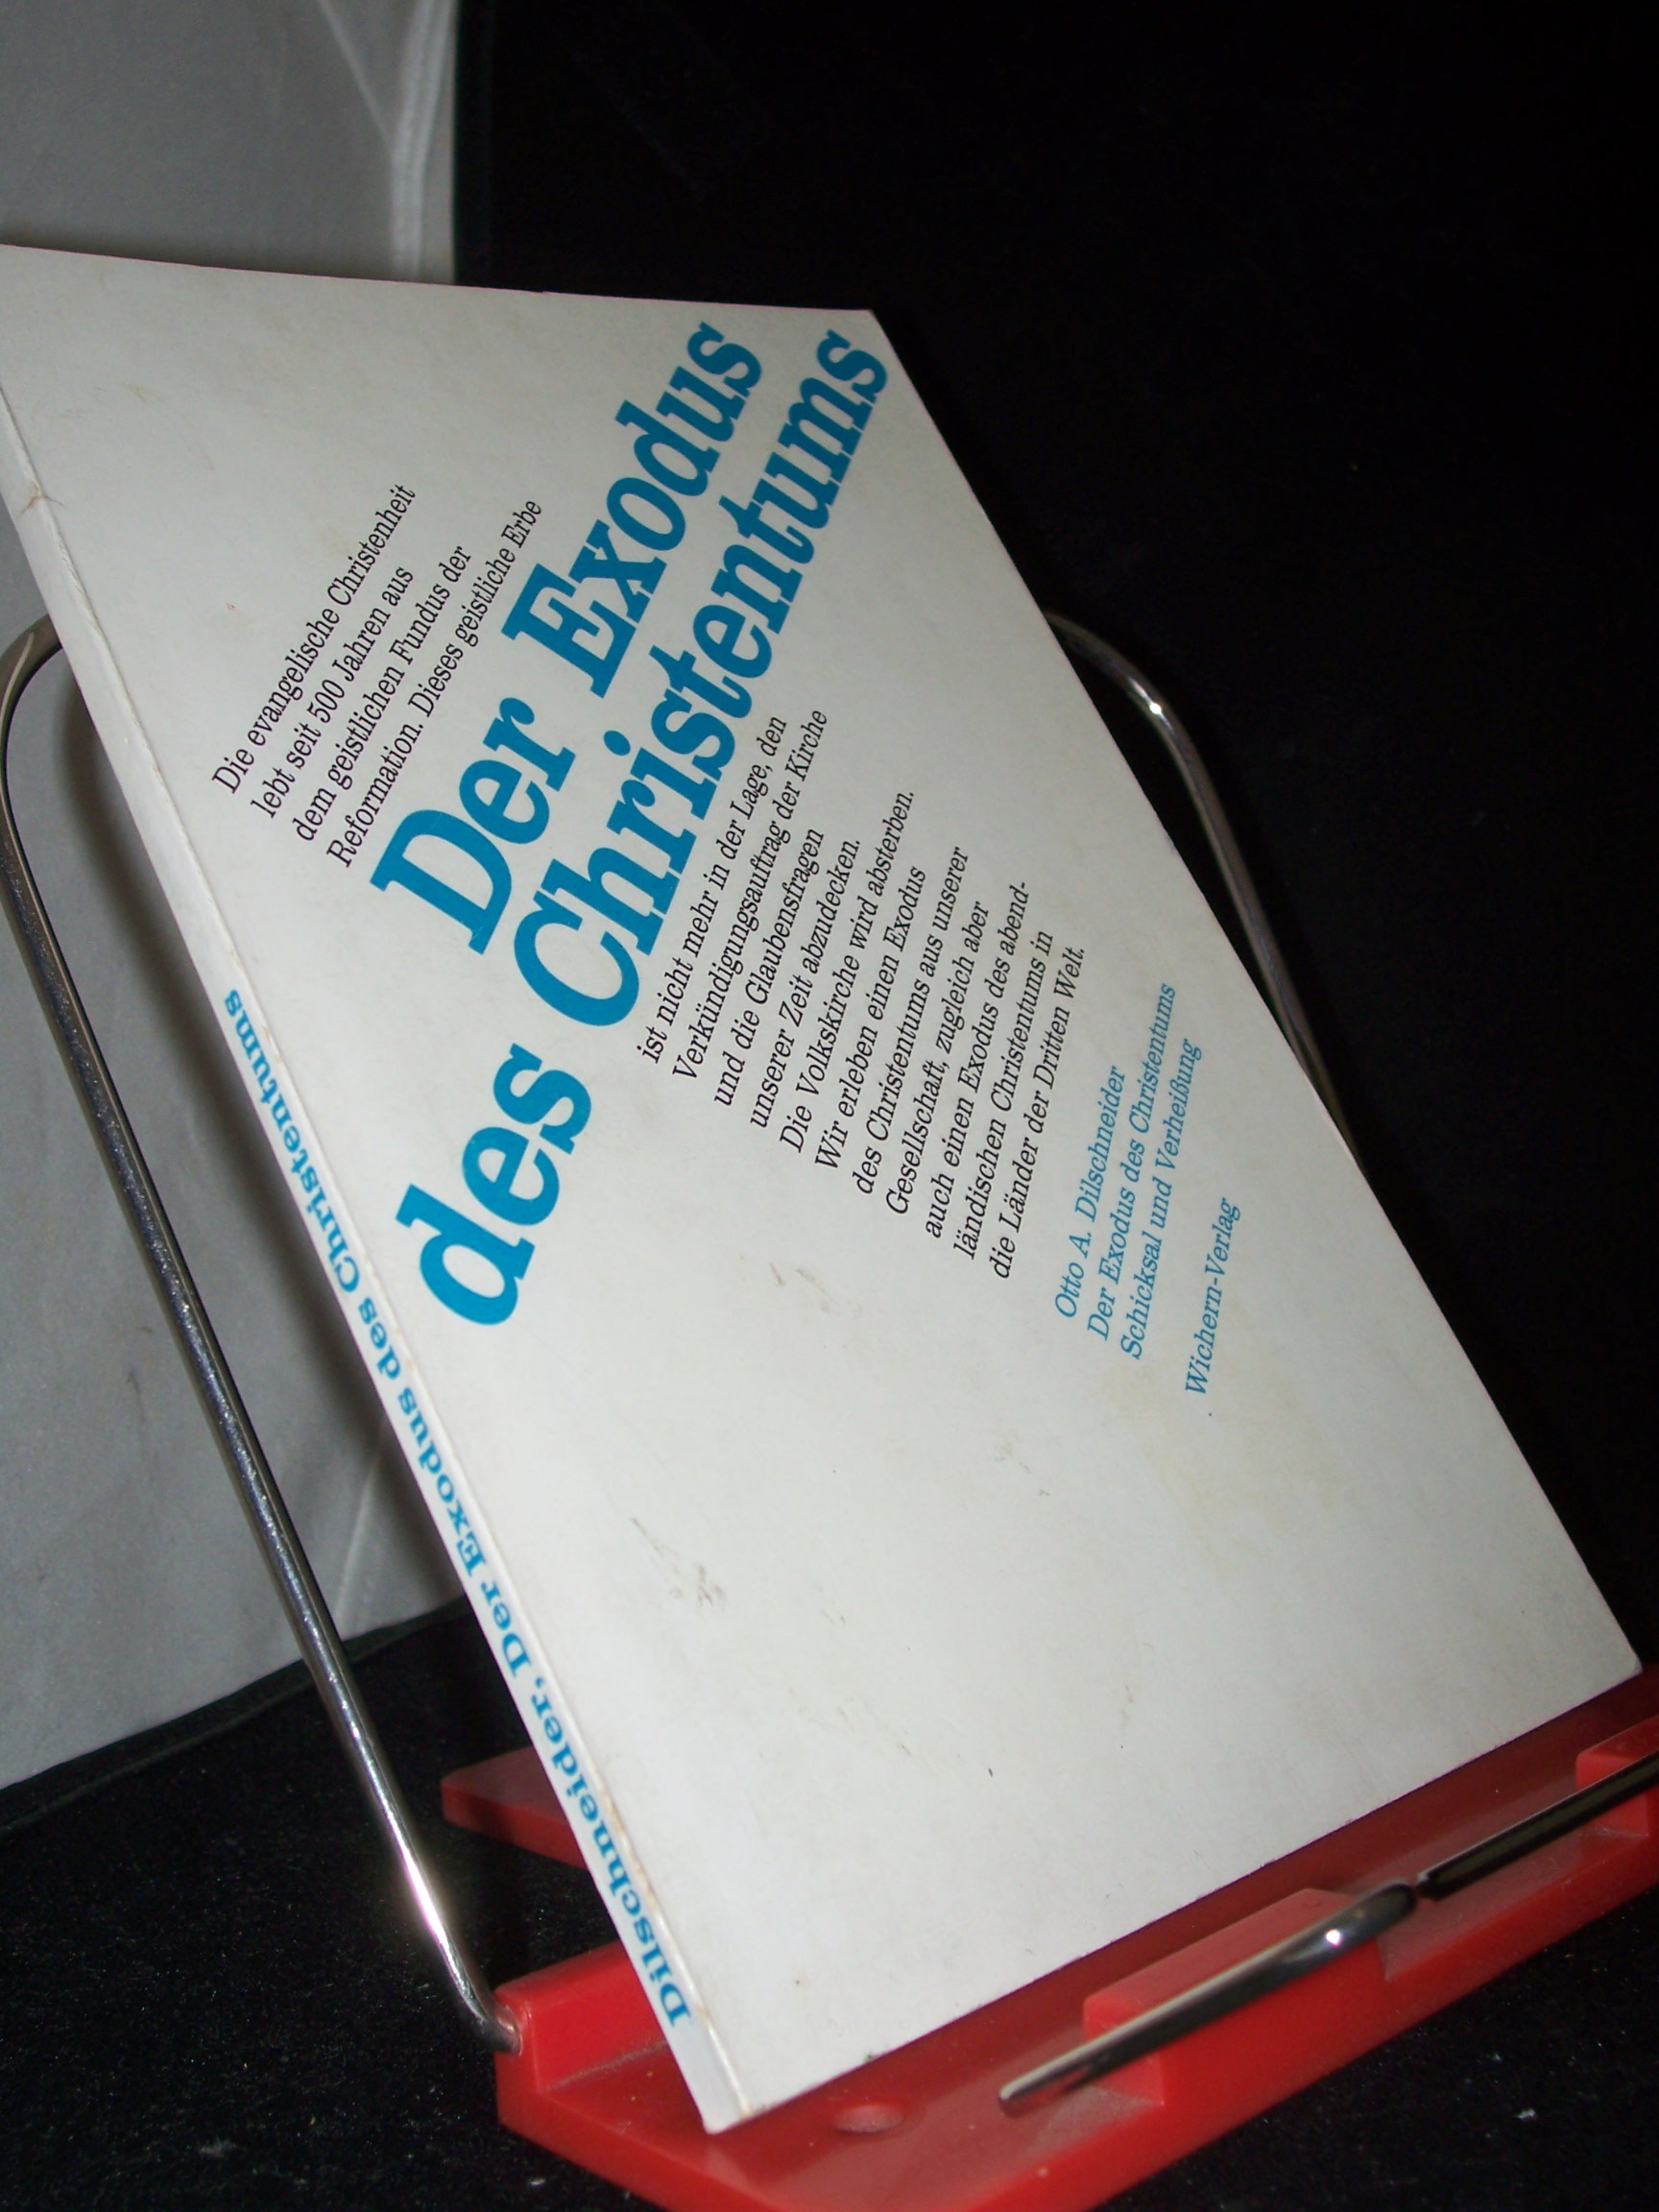 Die evangelische Christenheit
lebt seit 500 Jahren aus
dem geistlichen Fundus der
Reformation. Dieses geistliche Erbe
Der Exodus
des Christentums
ist nicht mehr in der Lage, den
Verkündigungsauftrag der Kirche
und die Glaubensfragen
unserer Zeit abzudecken.
Die Volkskirche wird absterben.
Wir erleben einen Exodus
des Christentums aus unserer
Gesellschaft, zugleich aber
auch einen Exodus des abend-
ländischen Christentums in
die Länder der Dritten Welt.
Otto A. Dilschneider
Der Exodus des Christentums
Schicksal und Verheißung
Wichern-Verlag
Dilschneider, Der Exodus des Christentums